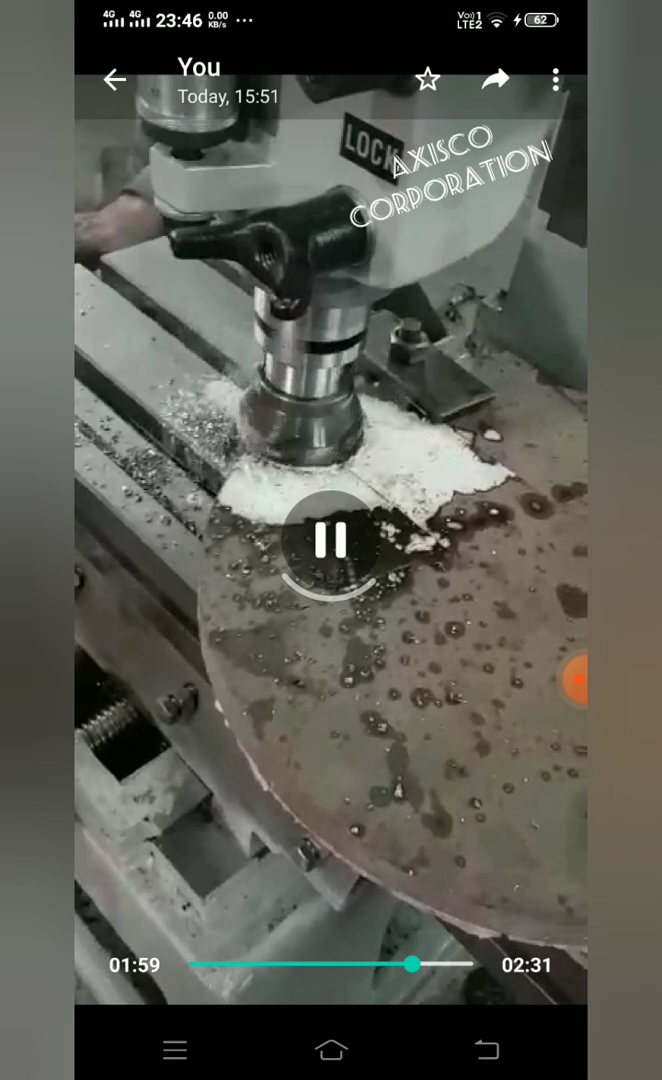 4G 4G 23:46 0.00 KB/s ... Vo)) 1 LTE2 62
You
Today, 15:51
LOCK
AXISCO
CORPORATION
01:59 02:31